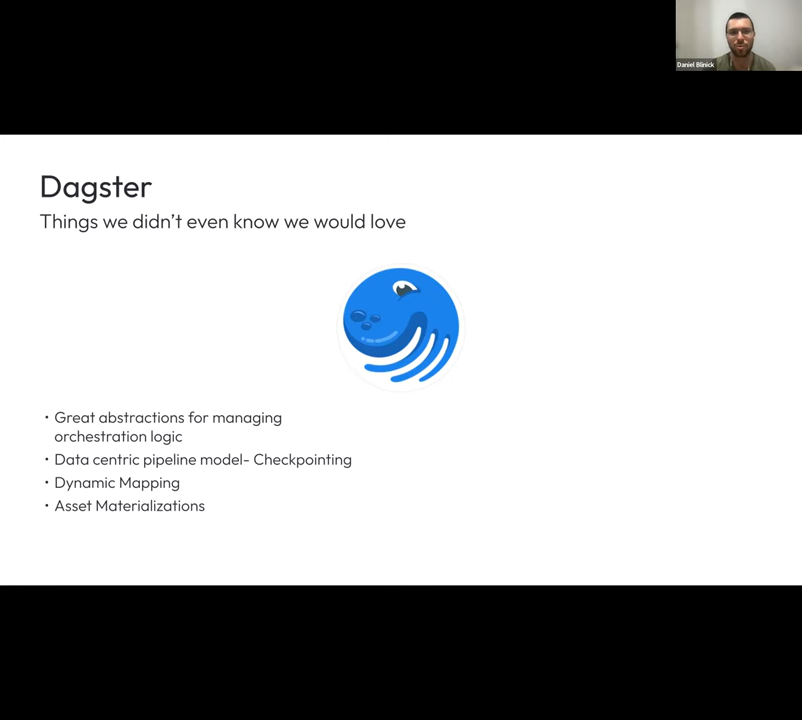 Daniel Blinick
Dagster
Things we didn't even know we would love
• Great abstractions for managing
orchestration logic
• Data centric pipeline model- Checkpointing
• Dynamic Mapping
• Asset Materializations